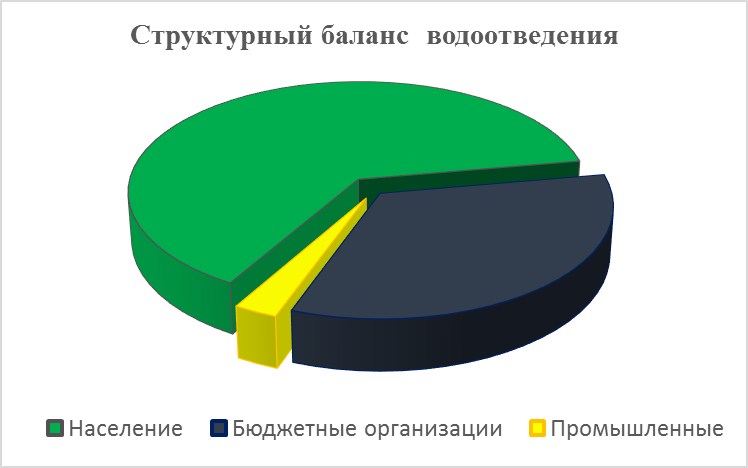 Структурный баланс  водоотведения
Население Бюджетные организации Промышленные